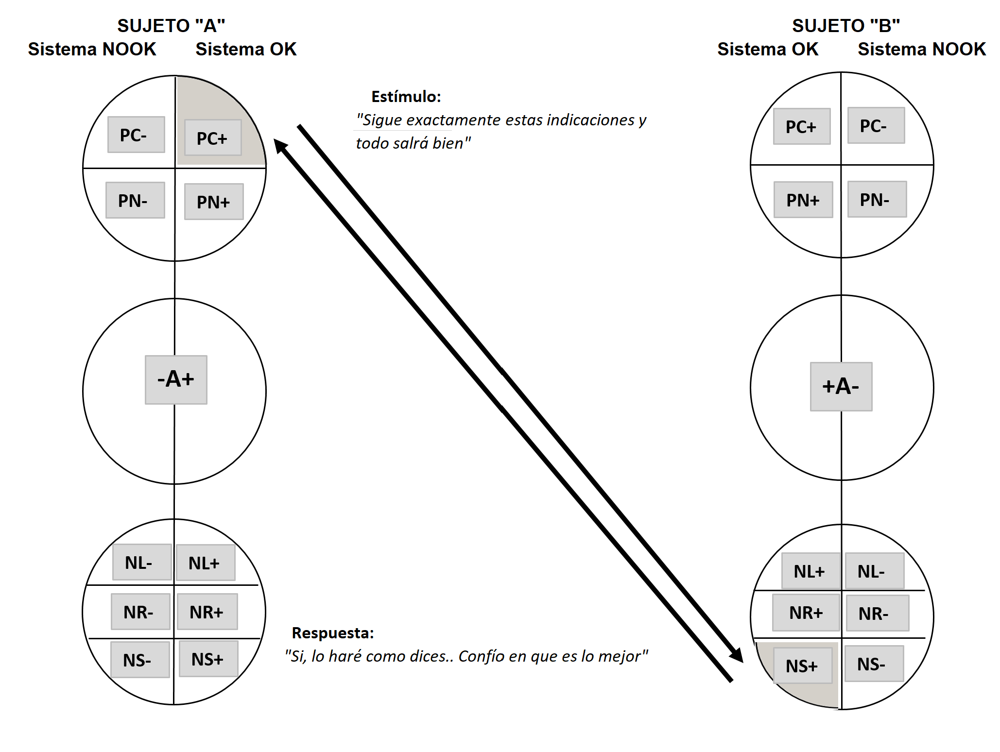 SUJETO "A"
Sistema NOOK Sistema OK
SUJETO "B"
Sistema OK Sistema NOOK
Estímulo:
"Sigue exactamente estas indicaciones y
todo salrá bien"
PC- PC+
PN- PN+
-A+
NL- NL+
NR- NR+
NS- NS+
PC+ PC-
PN+ PN-
+A-
NL+ NL-
NR+ NR-
NS+ NS-
Respuesta:
"Si, lo haré como dices.. Confío en que es lo mejor"